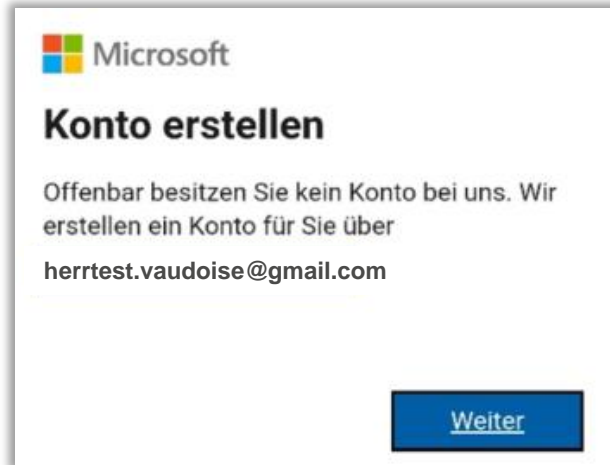 Microsoft
Konto erstellen
Offenbar besitzen Sie kein Konto bei uns. Wir
erstellen ein Konto für Sie über
herrtest.vaudoise@gmail.com
Weiter